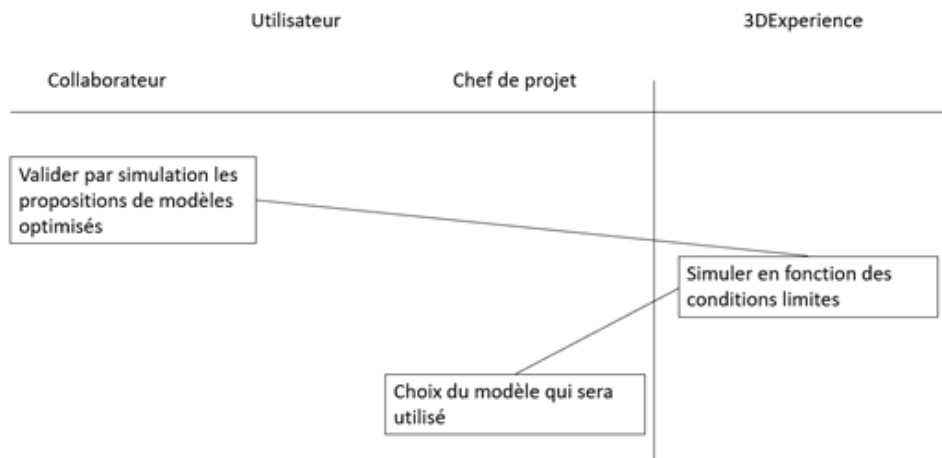 Utilisateur
3DExperience
Collaborateur
Chef de projet
Valider par simulation les
propositions de modèles
optimisés
Simuler en fonction des
conditions limites
Choix du modèle qui sera
utilisé